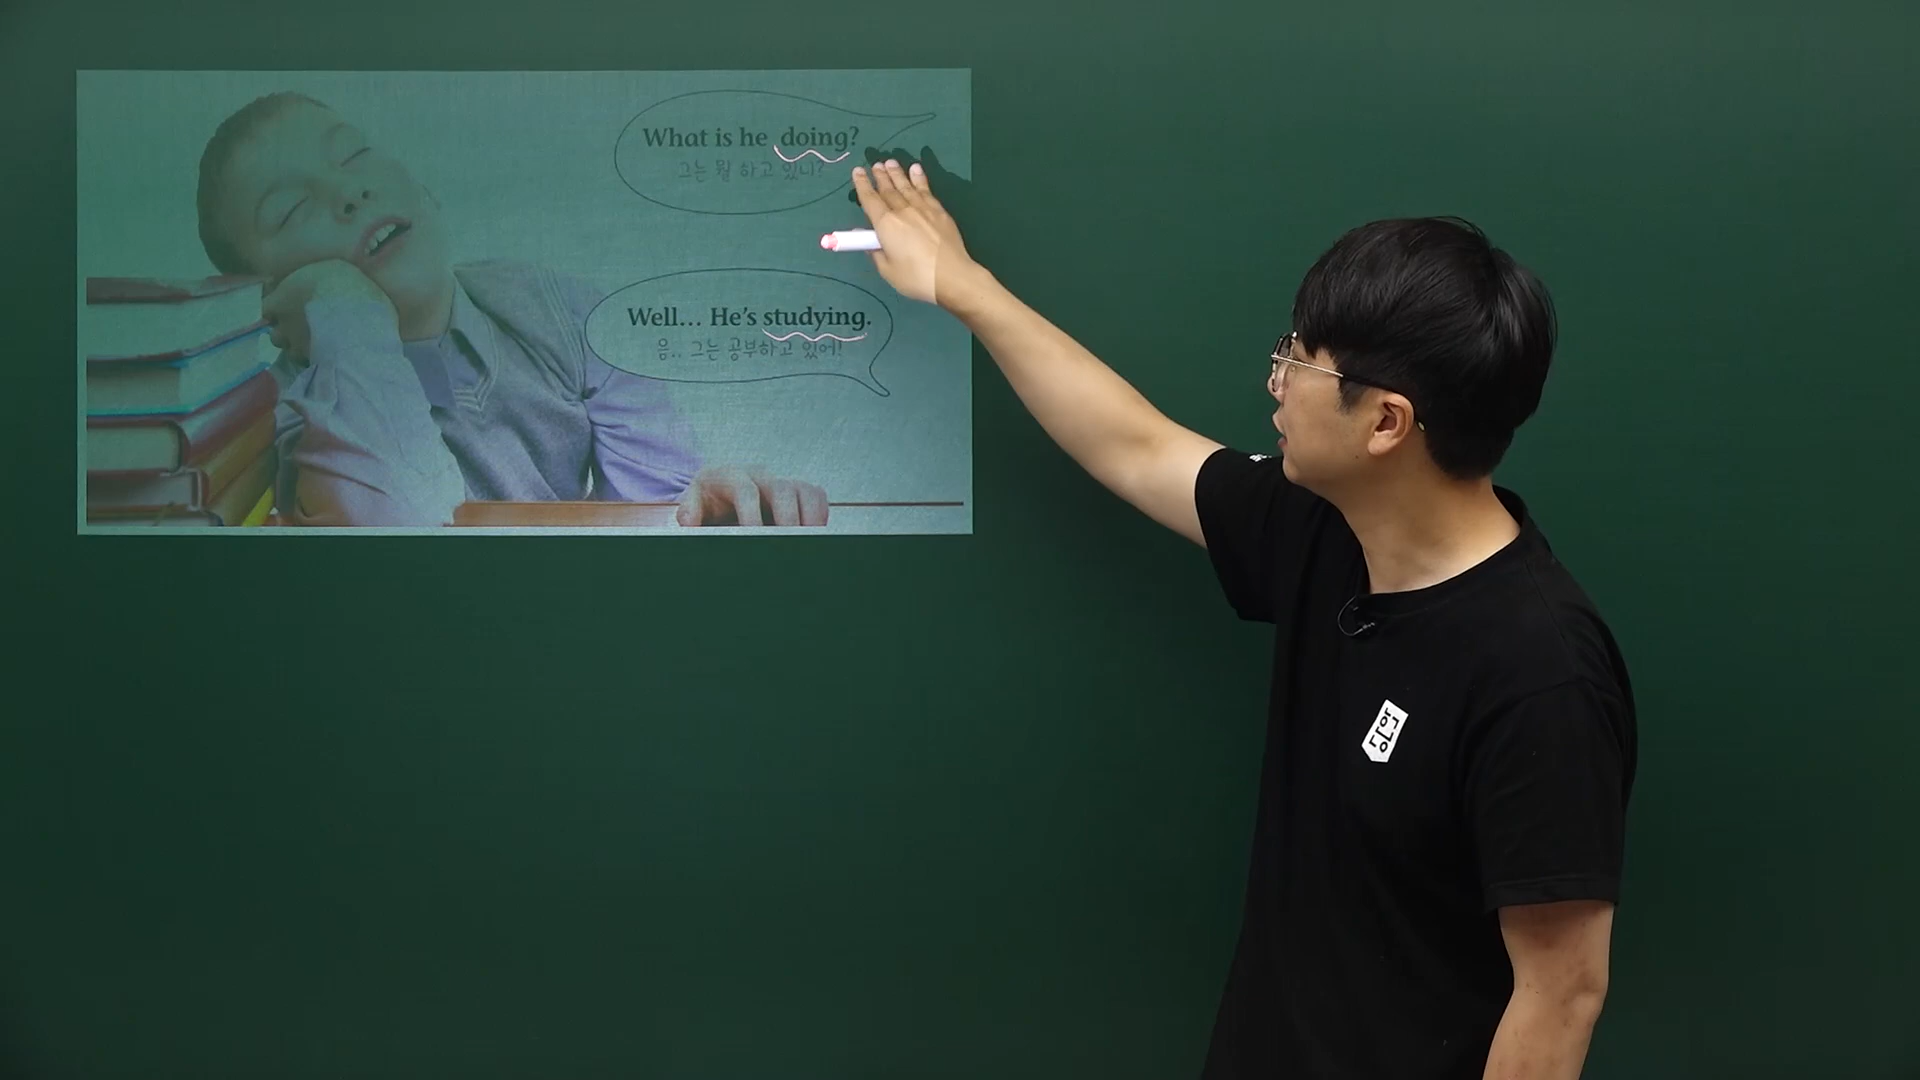 What is he doing?
그는 뭘 하고 있니?
Well... He's studying.
음.. 그는 공부하고 있어!